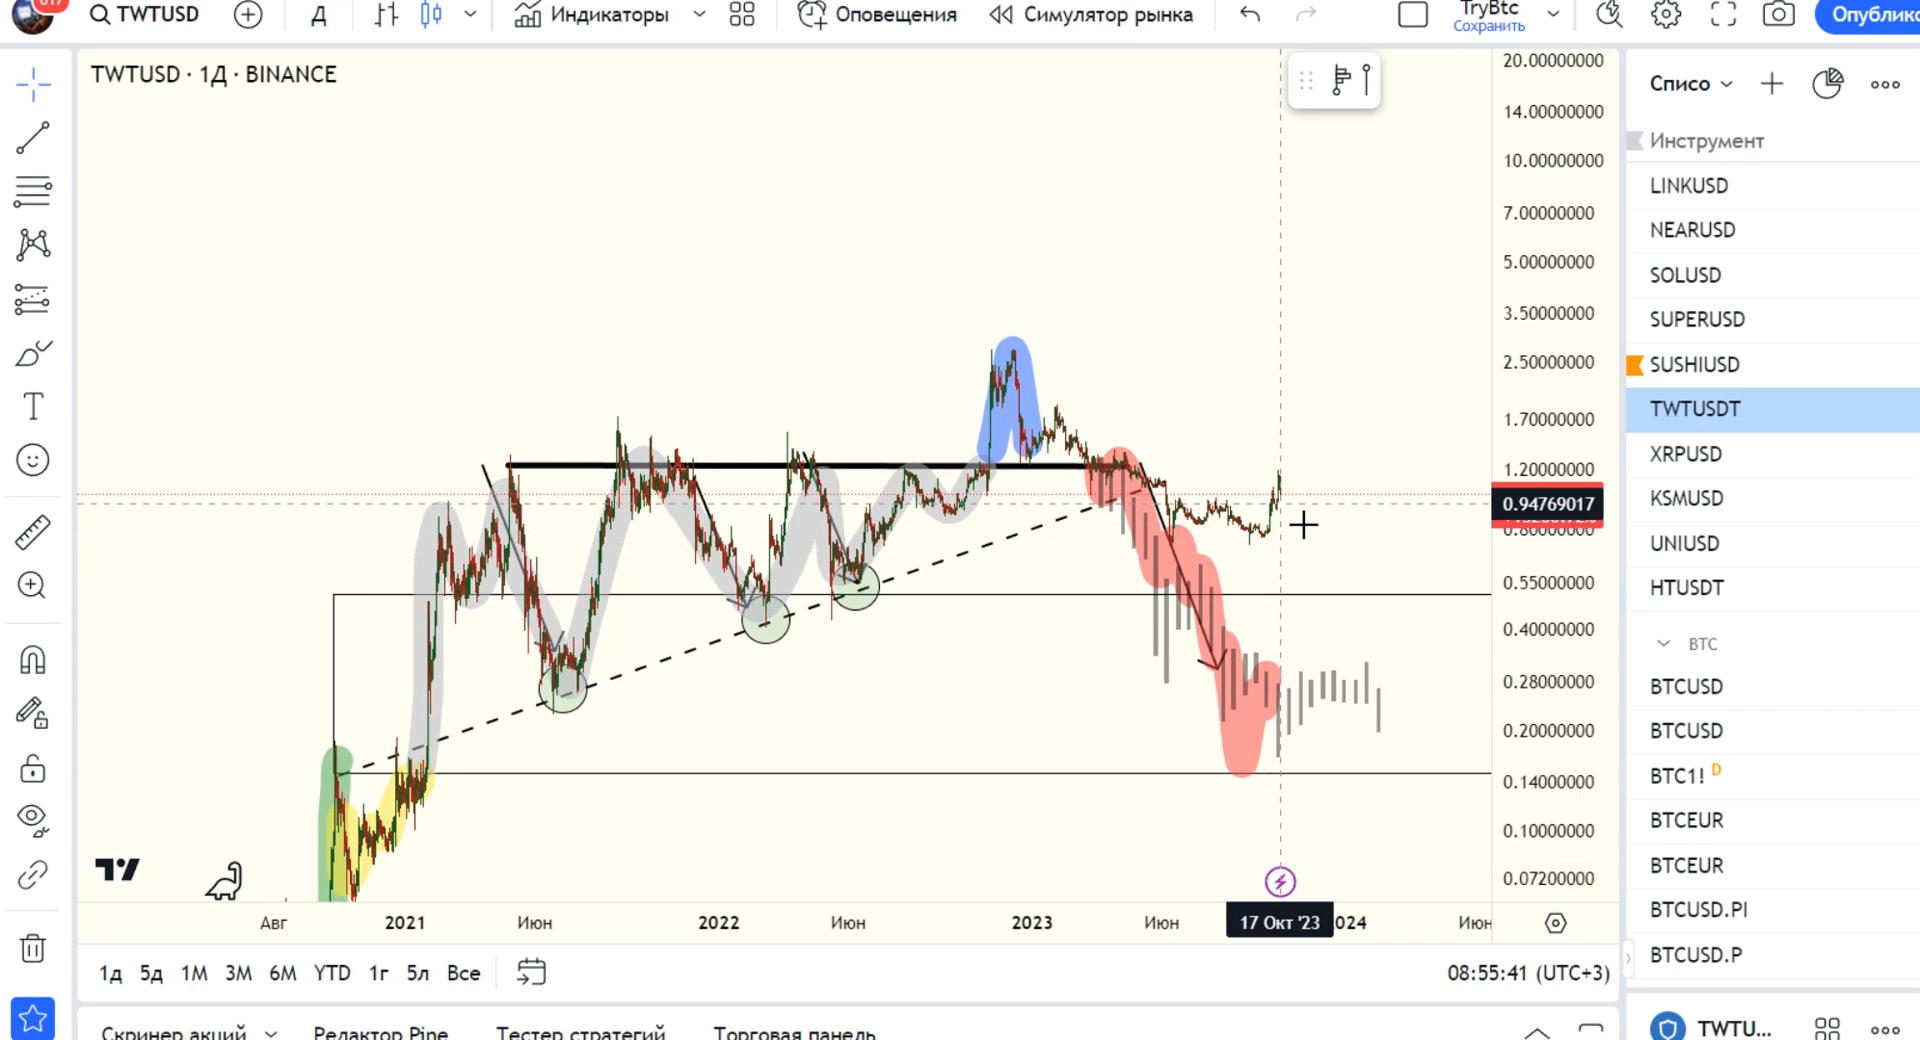 617
TWTUSD
Д
Индикаторы
Оповещения
Симулятор рынка
TryBtc
Сохранить
TWTUSD · 1Д · BINANCE
20.00000000
14.00000000
10.00000000
7.00000000
5.00000000
3.50000000
2.50000000
1.70000000
1.20000000
0.94769017
0.80000000
0.55000000
0.40000000
0.28000000
0.20000000
0.14000000
0.10000000
0.07200000
Авг
2021
Июн
2022
Июн
2023
Июн
17 Окт '23
2024
Июн
1д
5д
1М
3М
6М
YTD
1г
5л
Все
08:55:41 (UTC+3)
Скринер акций
Редактор Pine
Тестер стратегий
Торговая панель
Списо
Инструмент
LINKUSD
NEARUSD
SOLUSD
SUPERUSD
SUSHIUSD
TWTUSDT
XRPUSD
KSMUSD
UNIUSD
HTUSDT
BTC
BTCUSD
BTCUSD
BTC1! D
BTCEUR
BTCEUR
BTCUSD.PI
BTCUSD.P
TWTU...